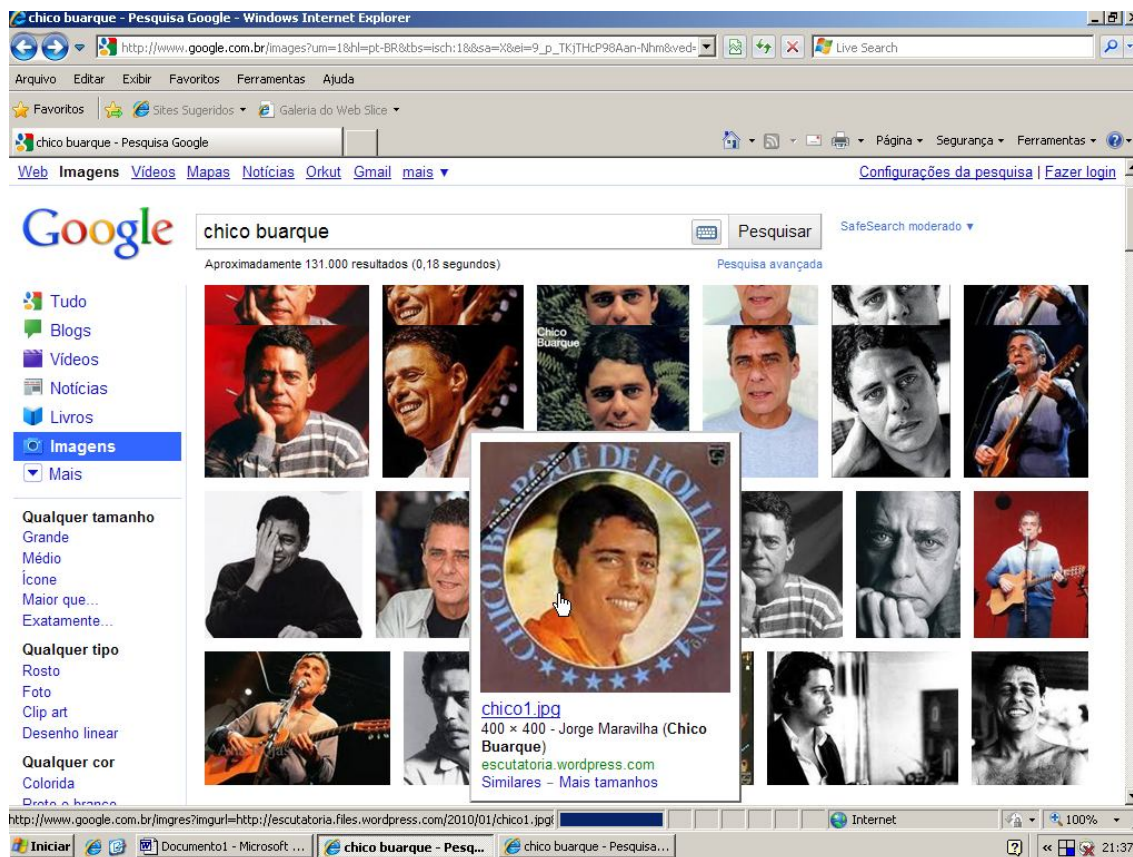 chico buarque - Pesquisa Google - Windows Internet Explorer
http://www.google.com.br/images?um=1&hl=pt-BR&tbs=isch:1&&sa=X&ei=9_p_TKjTHcP98Aan-Nhm&ved= Live Search
Arquivo Editar Exibir Favoritos Ferramentas Ajuda
Favoritos Sites Sugeridos Galeria do Web Slice
chico buarque - Pesquisa Google Página Segurança Ferramentas
Web Imagens Vídeos Mapas Notícias Orkut Gmail mais ▼ Configurações da pesquisa | Fazer login
Google chico buarque Pesquisar SafeSearch moderado ▼
Aproximadamente 131.000 resultados (0,18 segundos) Pesquisa avançada
Tudo
Blogs
Vídeos
Notícias
Livros
Imagens
Mais
Qualquer tamanho
Grande
Médio
Ícone
Maior que...
Exatamente...
Qualquer tipo
Rosto
Foto
Clip art
Desenho linear
Qualquer cor
Colorida
Preto e branco
Chico
Buarque
CHICO BUARQUE DE HOLLANDA · Nº4
REMASTERIZADO
chico1.jpg
400 × 400 - Jorge Maravilha (Chico
Buarque)
escutatoria.wordpress.com
Similares – Mais tamanhos
http://www.google.com.br/imgres?imgurl=http://escutatoria.files.wordpress.com/2010/01/chico1.jpg Internet 100%
Iniciar Documento1 - Microsoft ... chico buarque - Pesq... chico buarque - Pesquisa... « 21:37